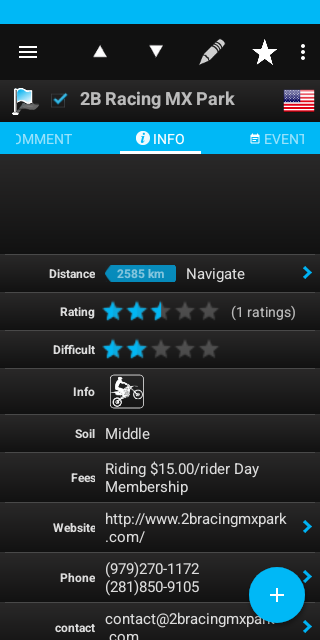 2B Racing MX Park
OMMENT
INFO
EVENT
Distance
2585 km
Navigate
Rating
(1 ratings)
Difficult
Info
Soil
Middle
Fees
Riding $15.00/rider Day
Membership
Website
http://www.2bracingmxpark
.com/
Phone
(979)270-1172
(281)850-9105
contact
contact@2bracingmxpark
.com